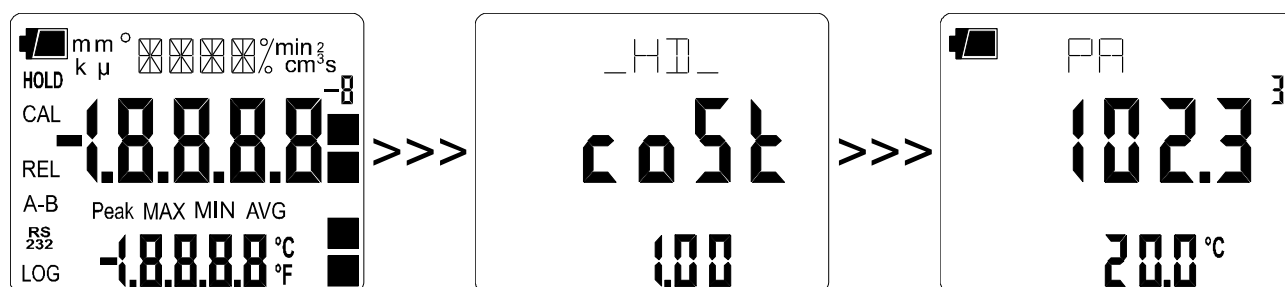 mm° %min²
k µ cm³s
HOLD
-8
CAL
-1.8.8.8.8
REL
A-B Peak MAX MIN AVG
RS
232
-1.8.8.8.8 °C
°F
LOG
>>>
_HD_
coSt
1.00
>>>
PA
3
102.3
20.0 °C